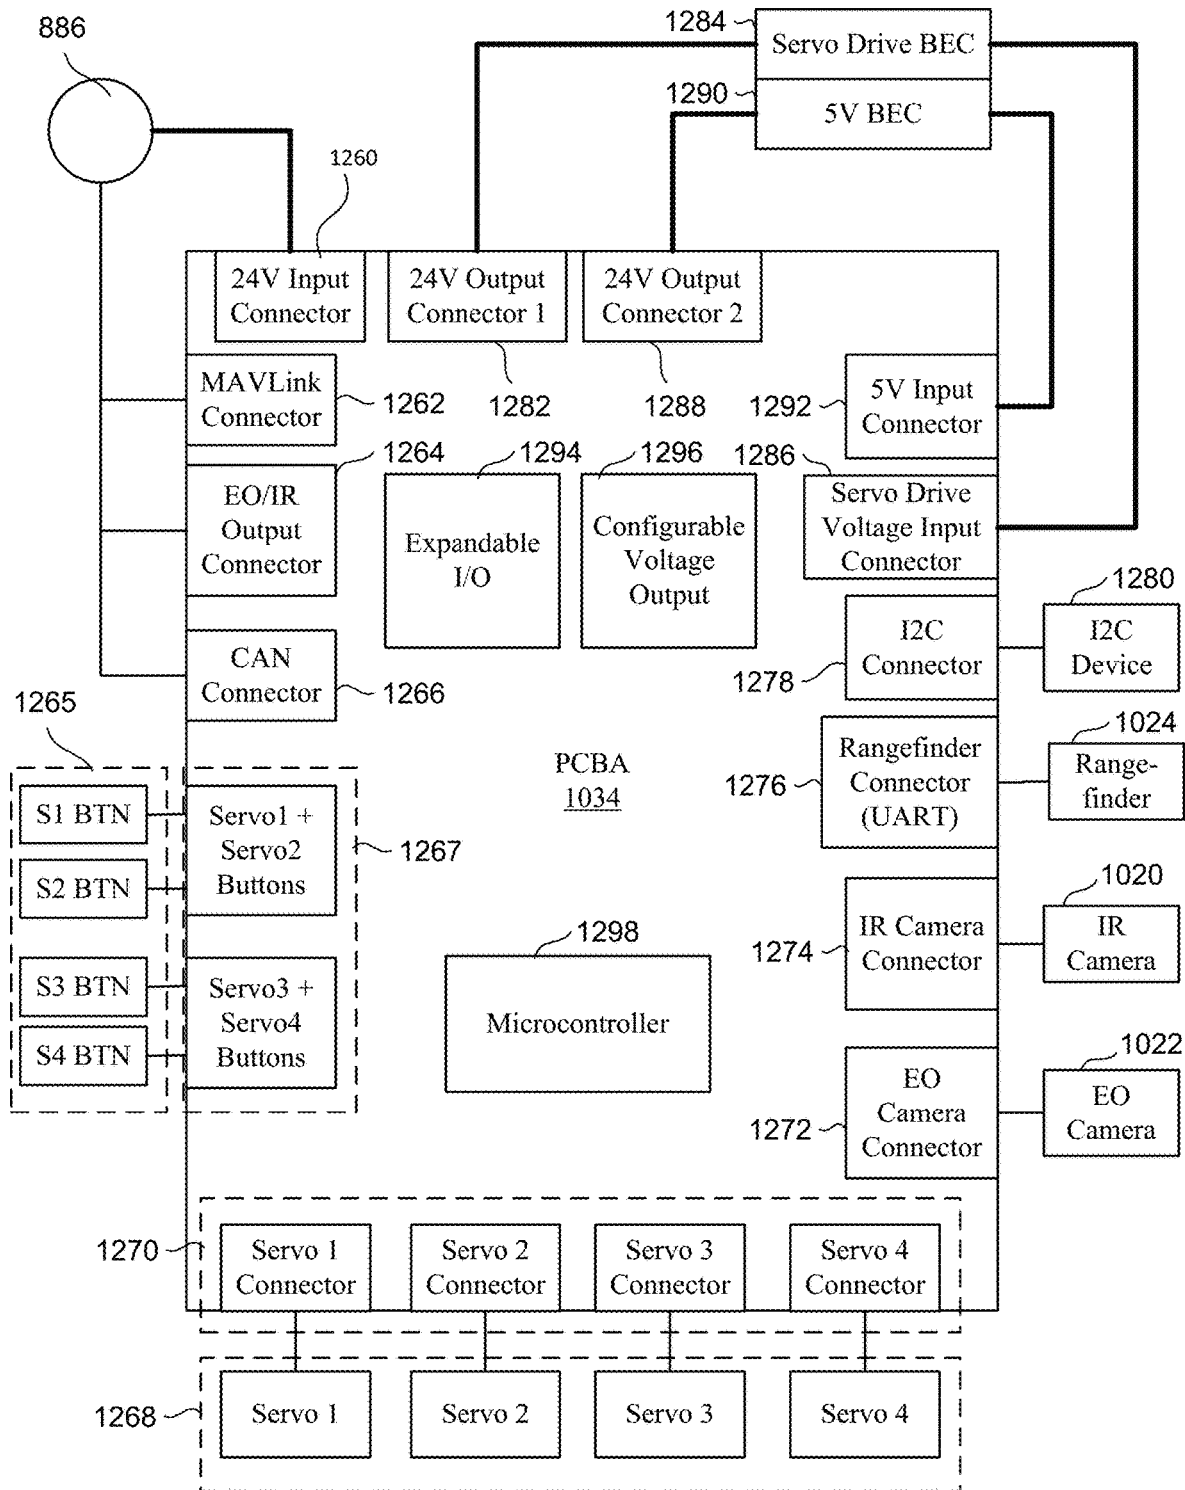 886
1284
Servo Drive BEC
1290
5V BEC
1260
24V Input
Connector
24V Output
Connector 1
24V Output
Connector 2
1282
1288
MAVLink
Connector
1262
1292
5V Input
Connector
1264
1294
1296
1286
EO/IR
Output
Connector
Expandable
I/O
Configurable
Voltage
Output
Servo Drive
Voltage Input
Connector
1280
I2C
Connector
I2C
Device
1278
CAN
Connector
1266
1265
1024
Rangefinder
Connector
(UART)
1276
Range-
finder
PCBA
1034
S1 BTN
S2 BTN
Servo1 +
Servo2
Buttons
1267
1020
IR Camera
Connector
1274
IR
Camera
1298
Microcontroller
S3 BTN
S4 BTN
Servo3 +
Servo4
Buttons
1022
EO
Camera
Connector
1272
EO
Camera
1270
Servo 1
Connector
Servo 2
Connector
Servo 3
Connector
Servo 4
Connector
1268
Servo 1
Servo 2
Servo 3
Servo 4